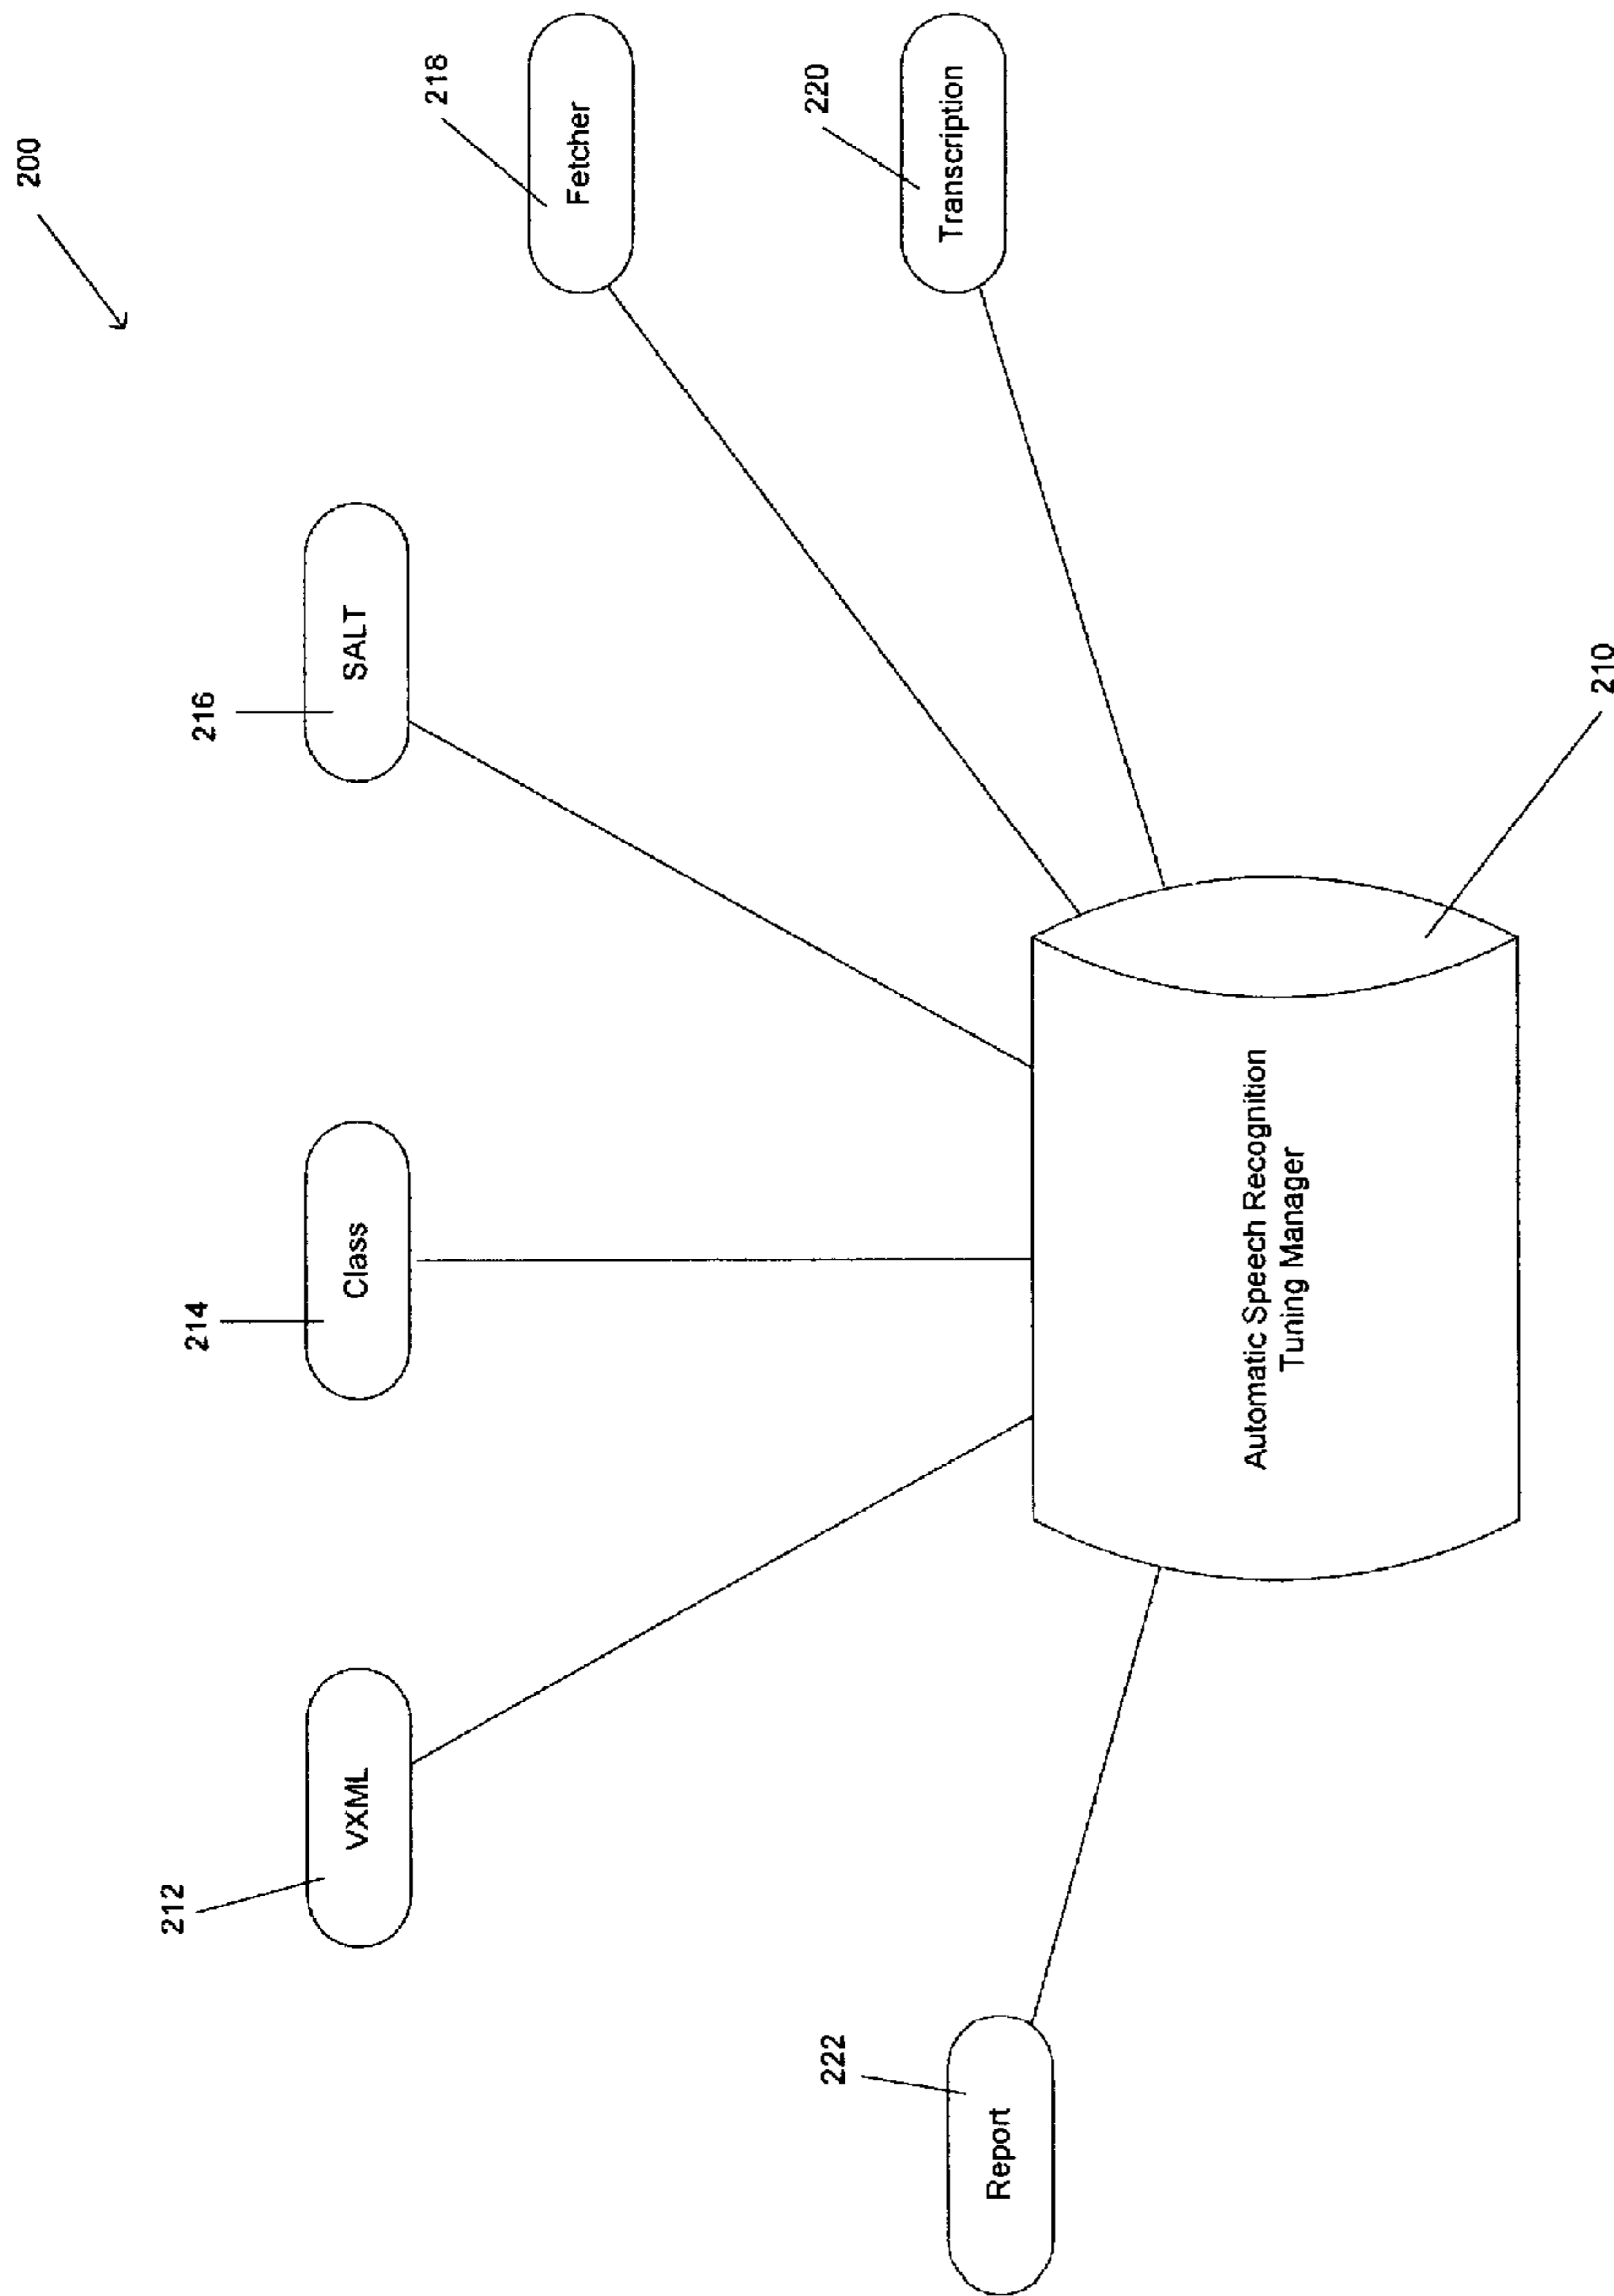 200
216
SALT
218
Fetcher
214
Class
220
Transcription
212
VXML
222
Report
Automatic Speech Recognition
Tuning Manager
210